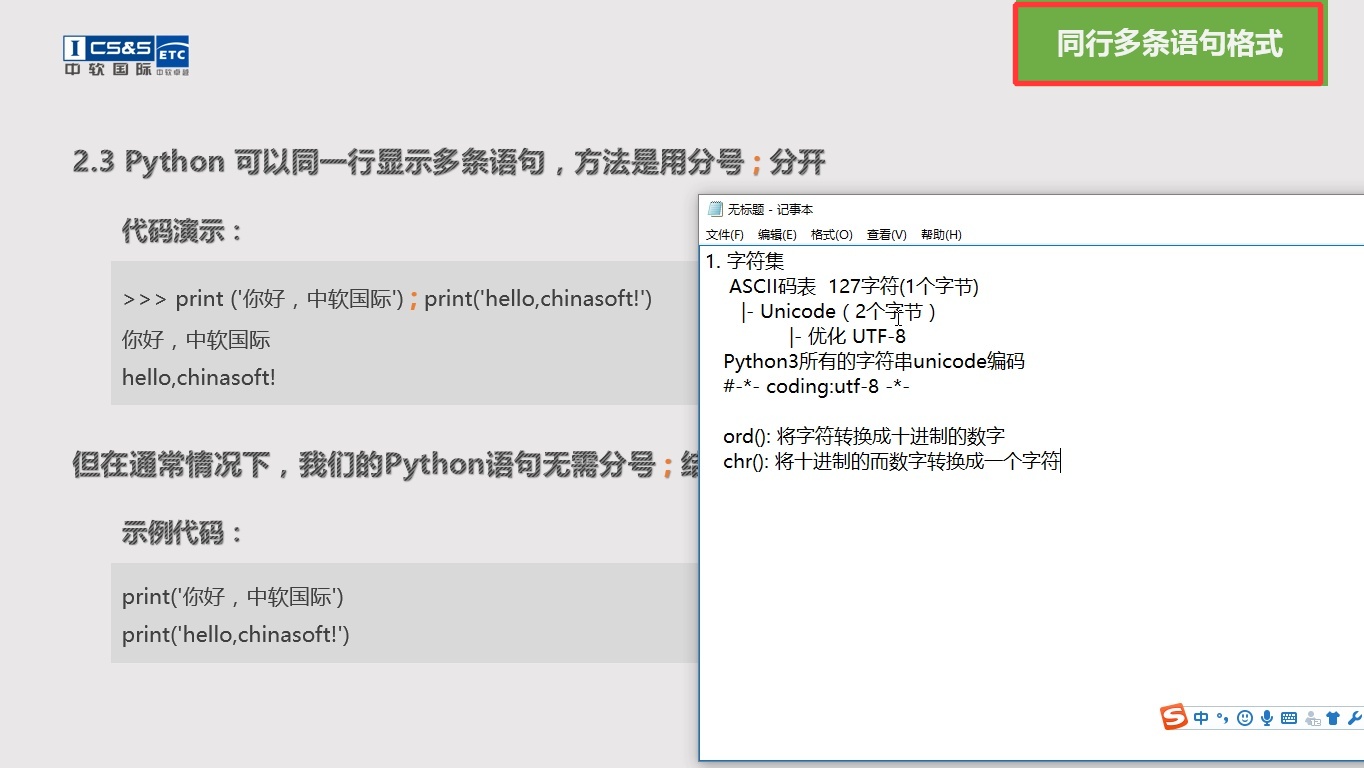 I CS&S ETC
中软国际 中软卓越
同行多条语句格式
2.3 Python 可以同一行显示多条语句，方法是用分号；分开
代码演示：
>>> print ('你好，中软国际')；print('hello,chinasoft!')
你好，中软国际
hello,chinasoft!
但在通常情况下，我们的Python语句无需分号；
示例代码：
print('你好，中软国际')
print('hello,chinasoft!')
无标题 - 记事本
文件(F) 编辑(E) 格式(O) 查看(V) 帮助(H)
1. 字符集
ASCII码表 127字符(1个字节)
|- Unicode（2个字节）
|- 优化 UTF-8
Python3所有的字符串unicode编码
#-*- coding:utf-8 -*-
ord(): 将字符转换成十进制的数字
chr(): 将十进制的而数字转换成一个字符
S 中